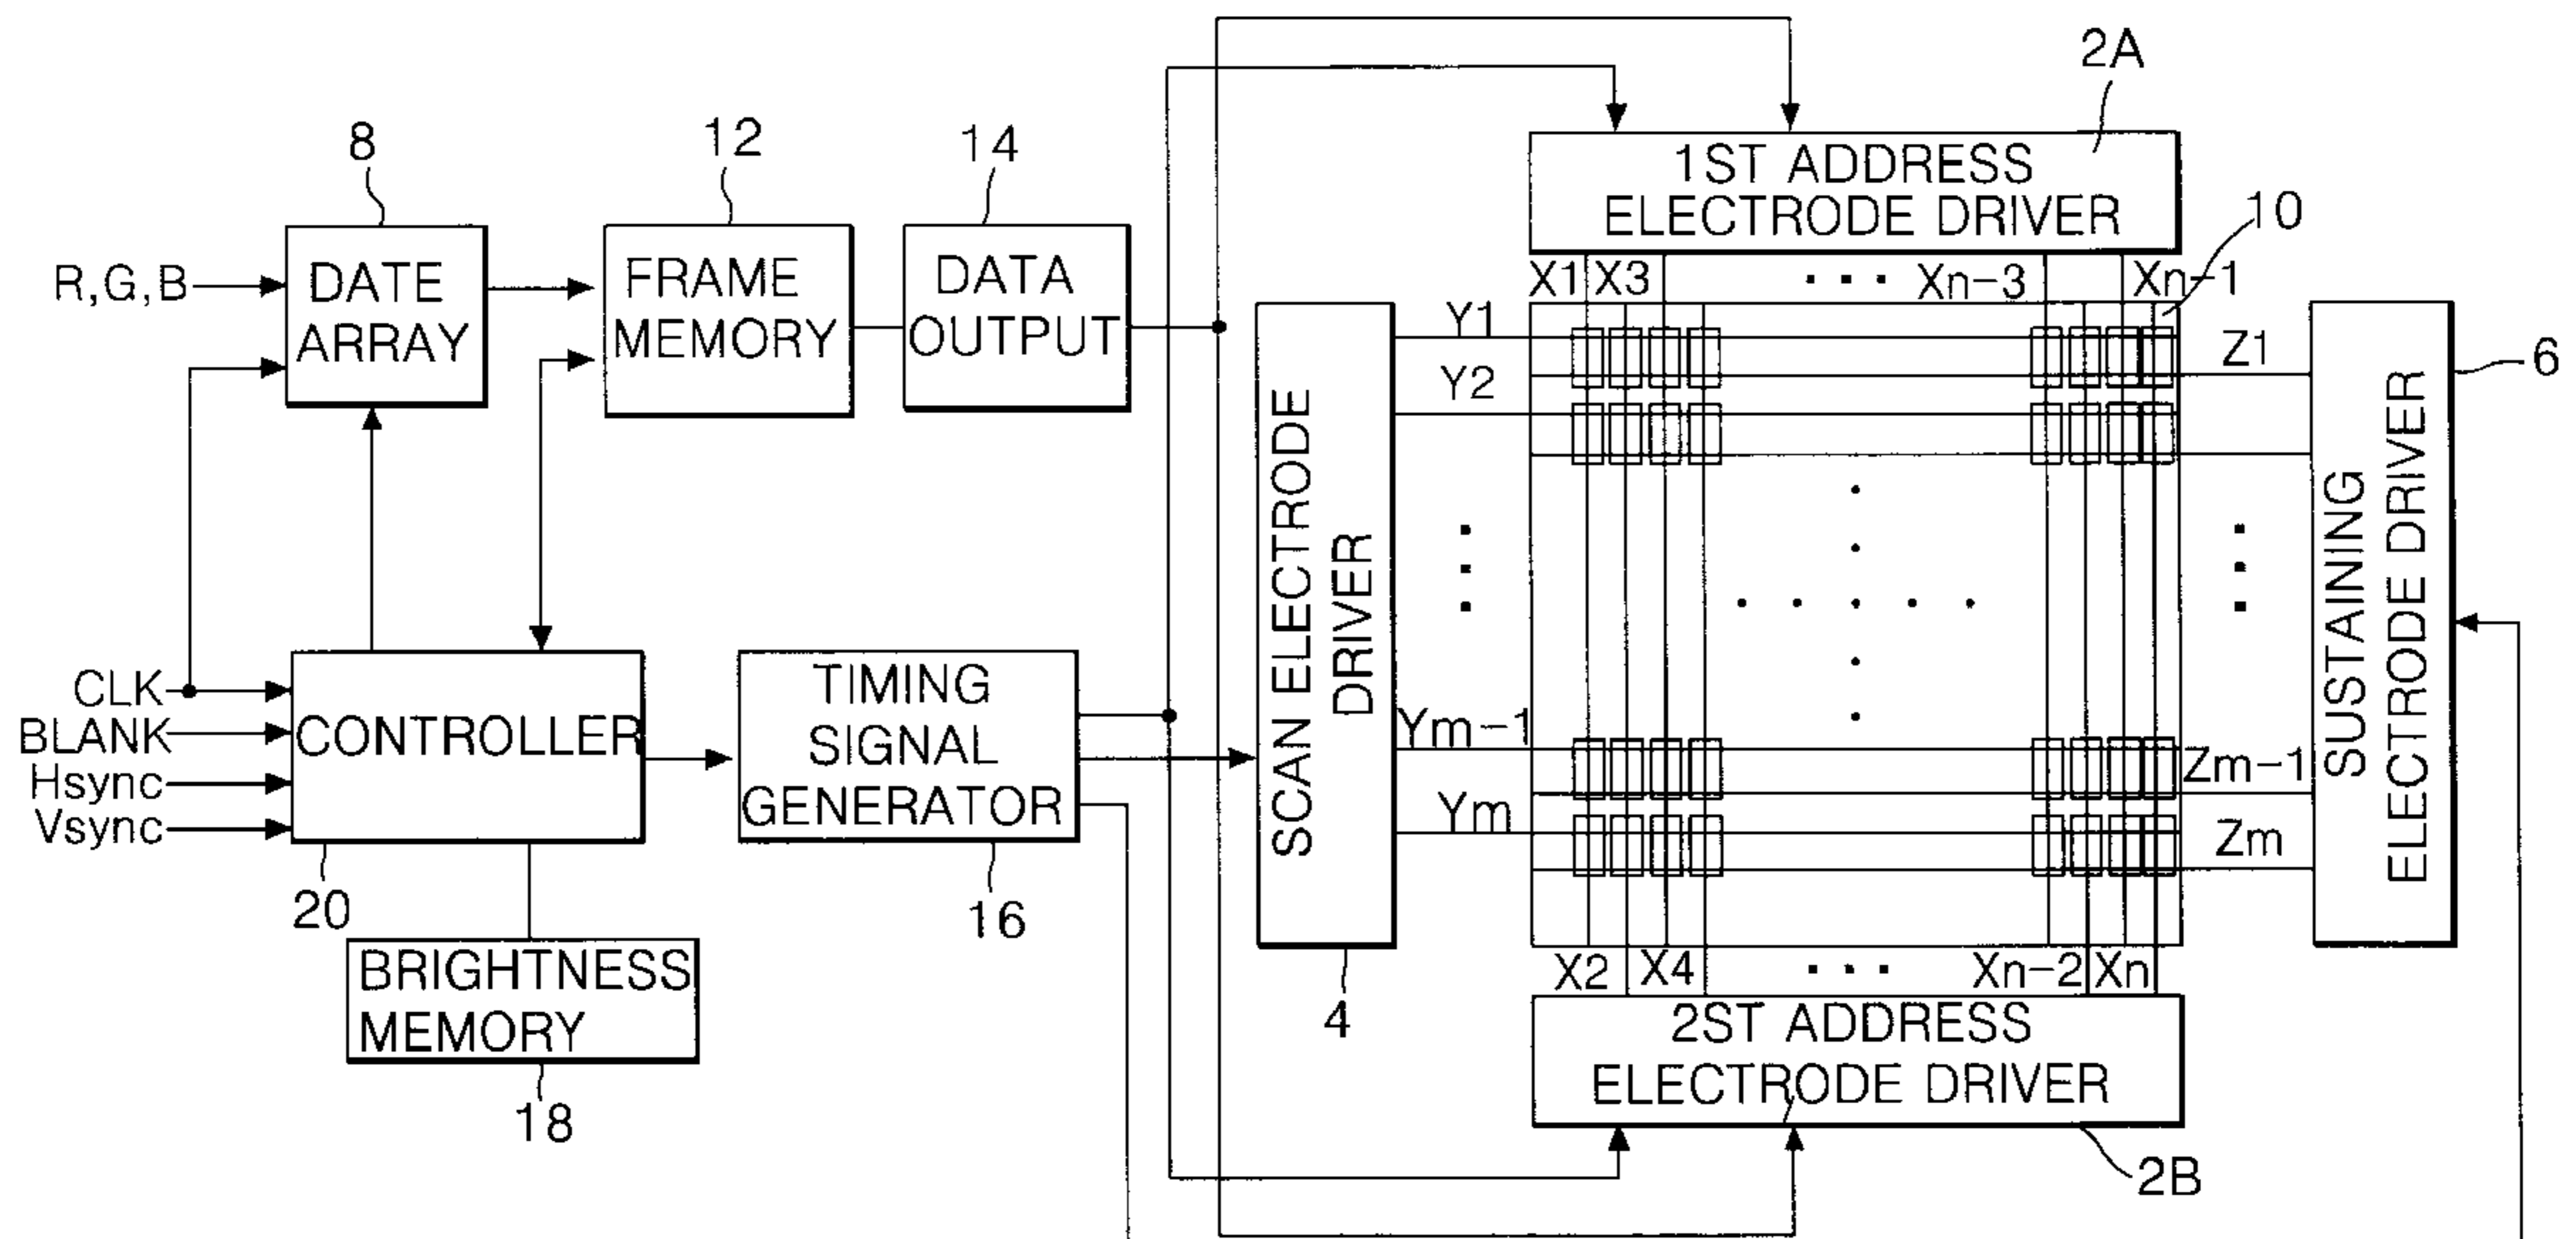 2A
8
12
14
1ST ADDRESS
ELECTRODE DRIVER
10
R,G,B
DATE
ARRAY
FRAME
MEMORY
DATA
OUTPUT
X1 X3 ··· Xn-3 Xn-1
Y1
Z1
6
Y2
SCAN ELECTRODE
DRIVER
SUSTAINING
ELECTRODE DRIVER
CLK
BLANK
Hsync
Vsync
CONTROLLER
TIMING
SIGNAL
GENERATOR
Ym-1
Zm-1
Ym
Zm
20
16
BRIGHTNESS
MEMORY
18
X2 X4 ··· Xn-2 Xn
4
2ST ADDRESS
ELECTRODE DRIVER
2B